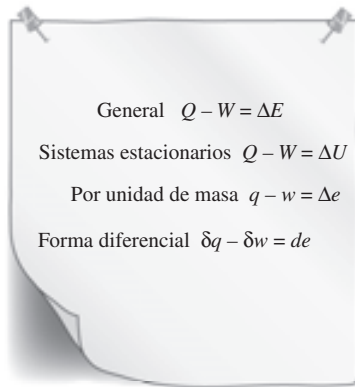 General Q – W = ΔE
Sistemas estacionarios Q – W = ΔU
Por unidad de masa q – w = Δe
Forma diferencial δq – δw = de